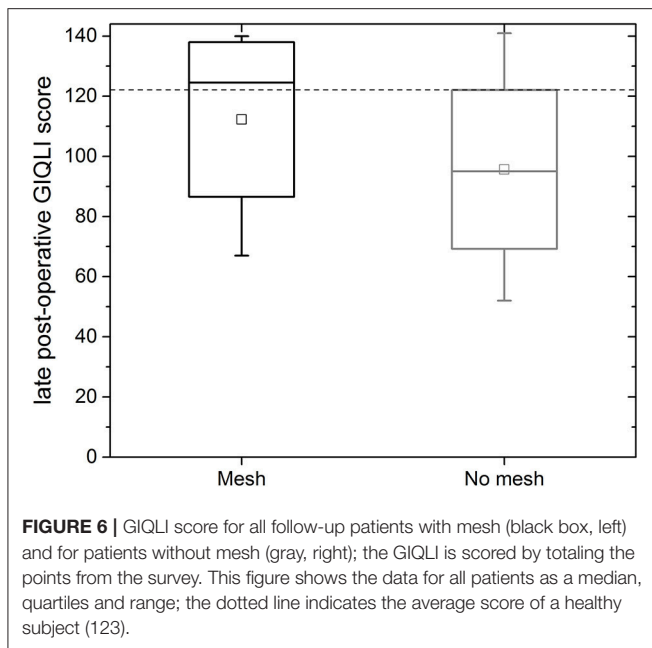 late post-operative GIQLI score
140
120
100
80
60
40
20
0
Mesh
No mesh
FIGURE 6 | GIQLI score for all follow-up patients with mesh (black box, left)
and for patients without mesh (gray, right); the GIQLI is scored by totaling the
points from the survey. This figure shows the data for all patients as a median,
quartiles and range; the dotted line indicates the average score of a healthy
subject (123).